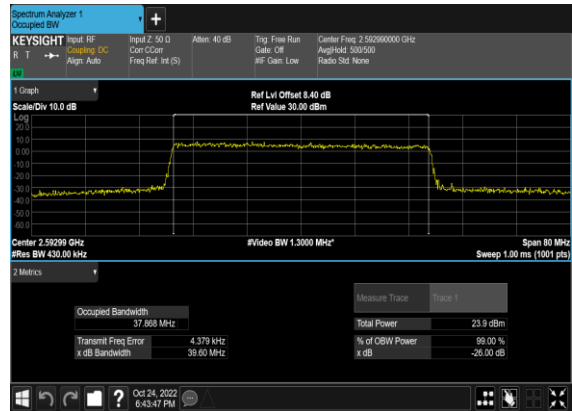 Spectrum Analyzer 1
Occupied BW
+
KEYSIGHT Input: RF Input Z: 50 Ω Atten: 40 dB Trig: Free Run Center Freq: 2.592990000 GHz
R T Coupling: DC Corr CCorr Gate: Off Avg|Hold: 500/500
Align: Auto Freq Ref: Int (S) #IF Gain: Low Radio Std: None
LW
1 Graph
Ref Lvl Offset 8.40 dB
Scale/Div 10.0 dB Ref Value 30.00 dBm
Log
20.0
10.0
0.00
-10.0
-20.0
-30.0
-40.0
-50.0
-60.0
Center 2.59299 GHz #Video BW 1.3000 MHz* Span 80 MHz
#Res BW 430.00 kHz Sweep 1.00 ms (1001 pts)
2 Metrics
Measure Trace Trace 1
Occupied Bandwidth
37.868 MHz
Total Power 23.9 dBm
Transmit Freq Error 4.379 kHz % of OBW Power 99.00 %
x dB Bandwidth 39.60 MHz x dB -26.00 dB
? Oct 24, 2022
6:43:47 PM